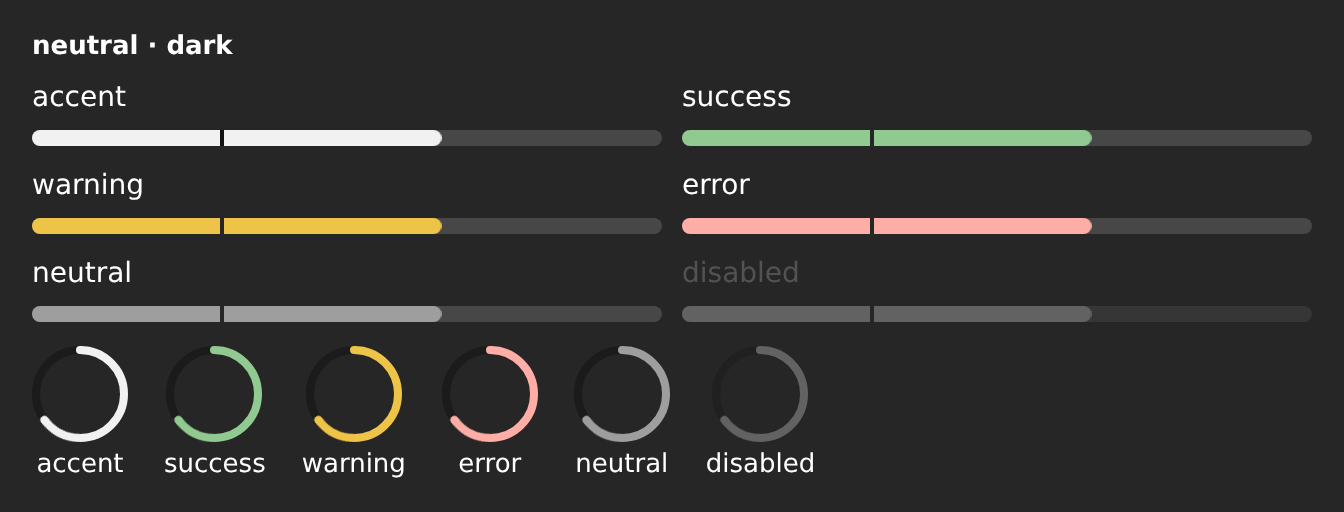 neutral · dark
accent
success
warning
error
neutral
disabled
accent success warning error neutral disabled